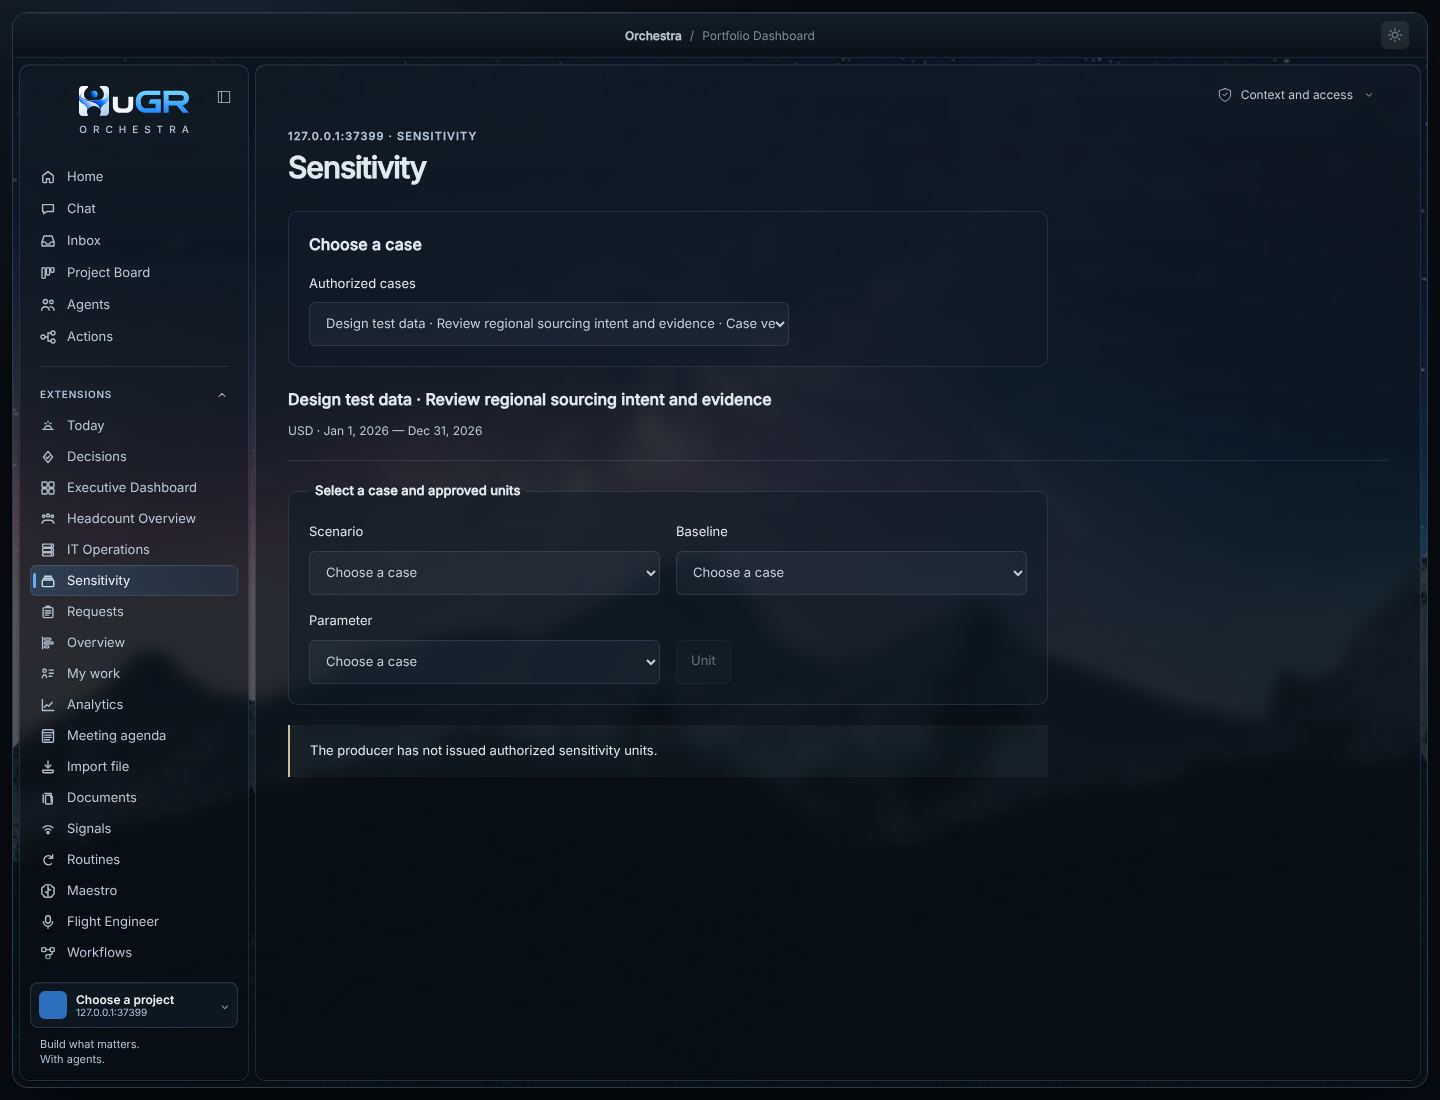 Orchestra / Portfolio Dashboard
HuGR
ORCHESTRA
Home
Chat
Inbox
Project Board
Agents
Actions
EXTENSIONS
Today
Decisions
Executive Dashboard
Headcount Overview
IT Operations
Sensitivity
Requests
Overview
My work
Analytics
Meeting agenda
Import file
Documents
Signals
Routines
Maestro
Flight Engineer
Workflows
Choose a project
127.0.0.1:37399
Build what matters.
With agents.
Context and access
127.0.0.1:37399 · SENSITIVITY
Sensitivity
Choose a case
Authorized cases
Design test data · Review regional sourcing intent and evidence · Case ve
Design test data · Review regional sourcing intent and evidence
USD · Jan 1, 2026 — Dec 31, 2026
Select a case and approved units
Scenario
Baseline
Choose a case
Choose a case
Parameter
Choose a case
Unit
The producer has not issued authorized sensitivity units.